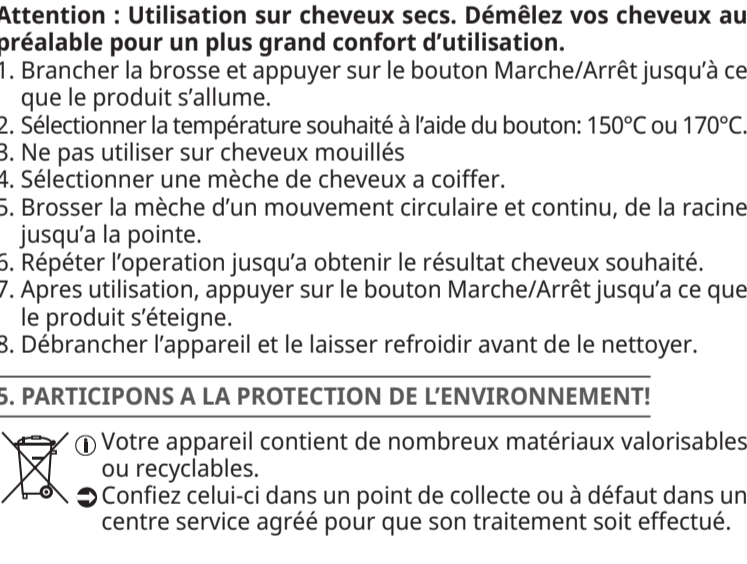 Attention : Utilisation sur cheveux secs. Démêlez vos cheveux au
préalable pour un plus grand confort d’utilisation.
1. Brancher la brosse et appuyer sur le bouton Marche/Arrêt jusqu’à ce
que le produit s’allume.
2. Sélectionner la température souhaité à l’aide du bouton: 150°C ou 170°C.
3. Ne pas utiliser sur cheveux mouillés
4. Sélectionner une mèche de cheveux a coiffer.
5. Brosser la mèche d’un mouvement circulaire et continu, de la racine
jusqu’a la pointe.
6. Répéter l’operation jusqu’a obtenir le résultat cheveux souhaité.
7. Apres utilisation, appuyer sur le bouton Marche/Arrêt jusqu’a ce que
le produit s’éteigne.
8. Débrancher l’appareil et le laisser refroidir avant de le nettoyer.
5. PARTICIPONS A LA PROTECTION DE L’ENVIRONNEMENT!
Votre appareil contient de nombreux matériaux valorisables
ou recyclables.
Confiez celui-ci dans un point de collecte ou à défaut dans un
centre service agréé pour que son traitement soit effectué.